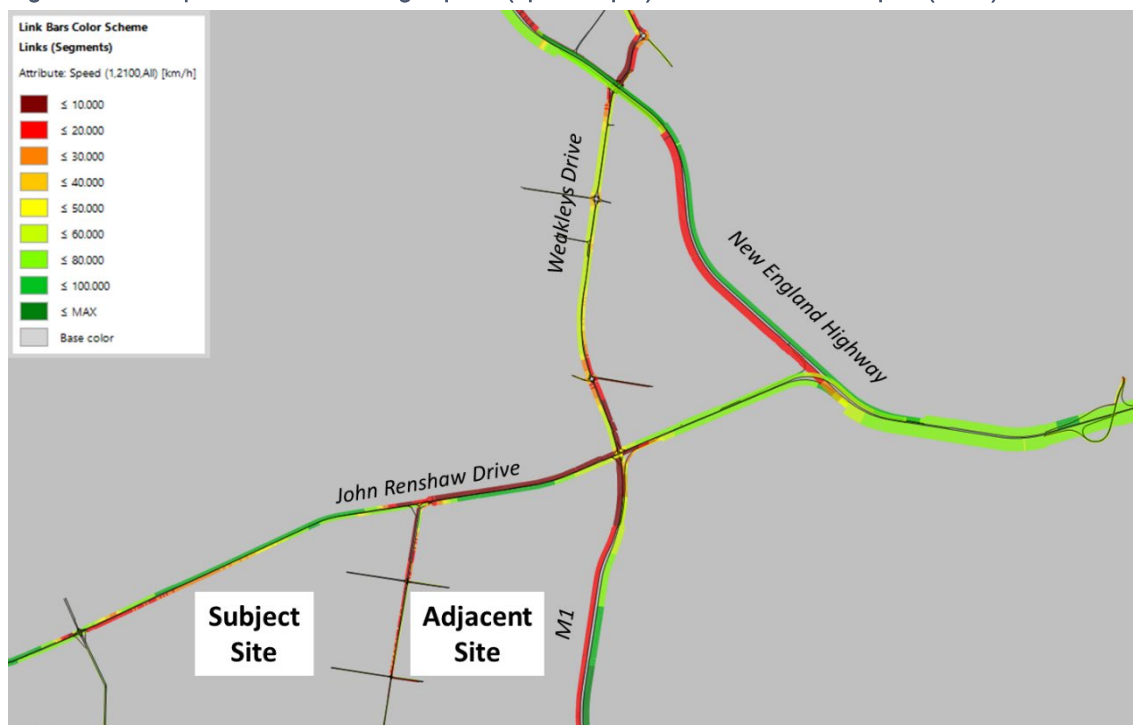 Link Bars Color Scheme
Links (Segments)
Attribute: Speed (1,2100,All) [km/h]
≤ 10.000
≤ 20.000
≤ 30.000
≤ 40.000
≤ 50.000
≤ 60.000
≤ 80.000
≤ 100.000
≤ MAX
Base color
Weakleys Drive
New England Highway
John Renshaw Drive
Subject
Site
Adjacent
Site
M1